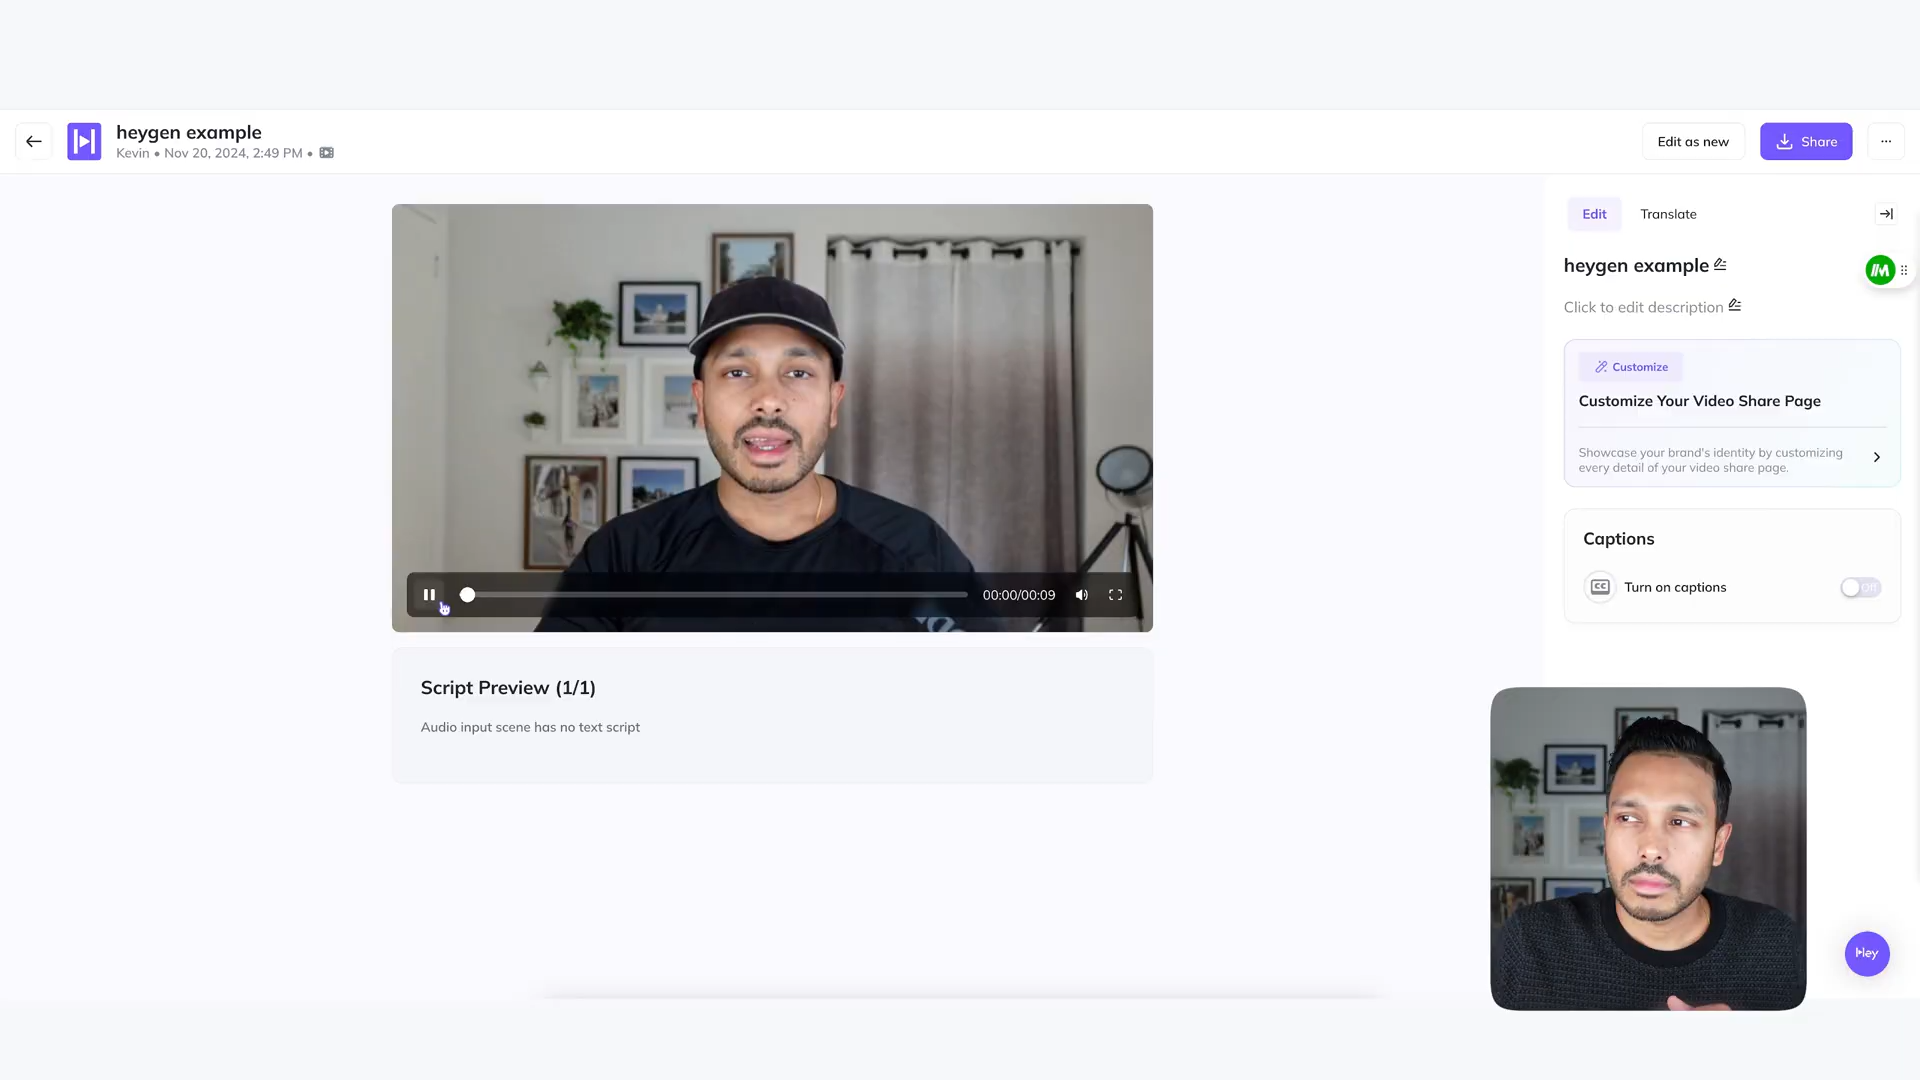 heygen example
Kevin • Nov 20, 2024, 2:49 PM •
Edit as new
Share
Edit
Translate
heygen example
Click to edit description
Customize
Customize Your Video Share Page
Showcase your brand's identity by customizing
every detail of your video share page.
Captions
CC
Turn on captions
Off
00:00/00:09
Script Preview (1/1)
Audio input scene has no text script
Hey